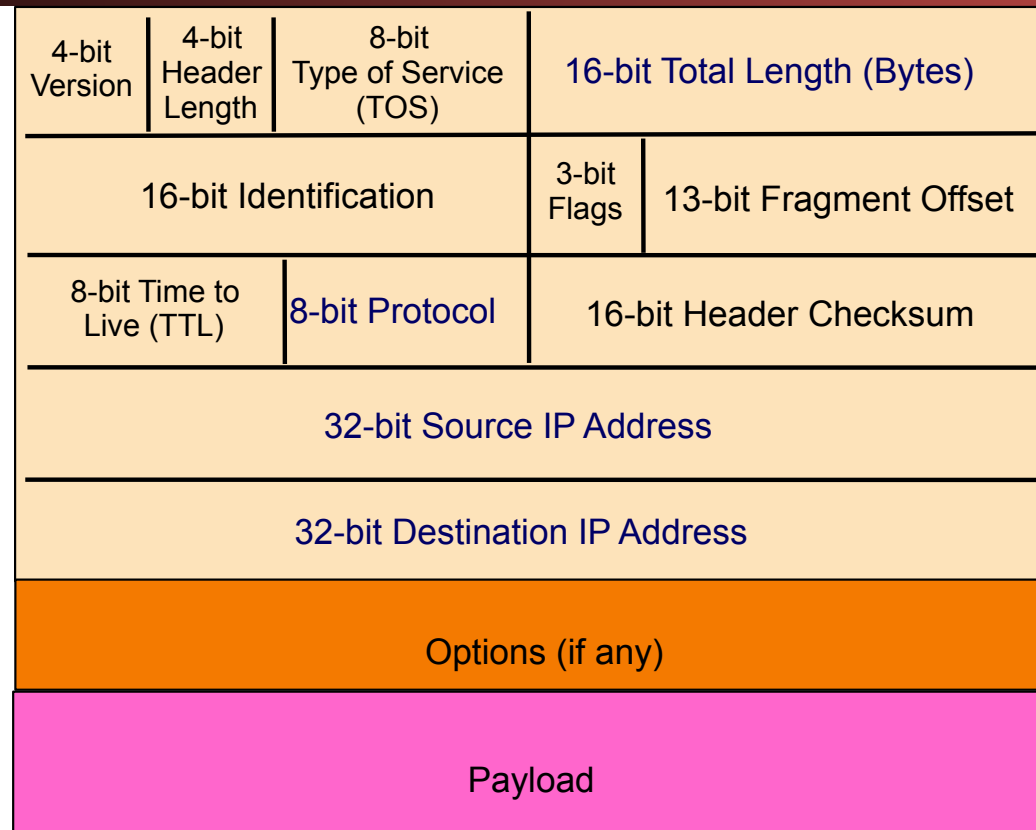 4-bit
Version
4-bit
Header
Length
8-bit
Type of Service
(TOS)
16-bit Total Length (Bytes)
16-bit Identification
3-bit
Flags
13-bit Fragment Offset
8-bit Time to
Live (TTL)
8-bit Protocol
16-bit Header Checksum
32-bit Source IP Address
32-bit Destination IP Address
Options (if any)
Payload